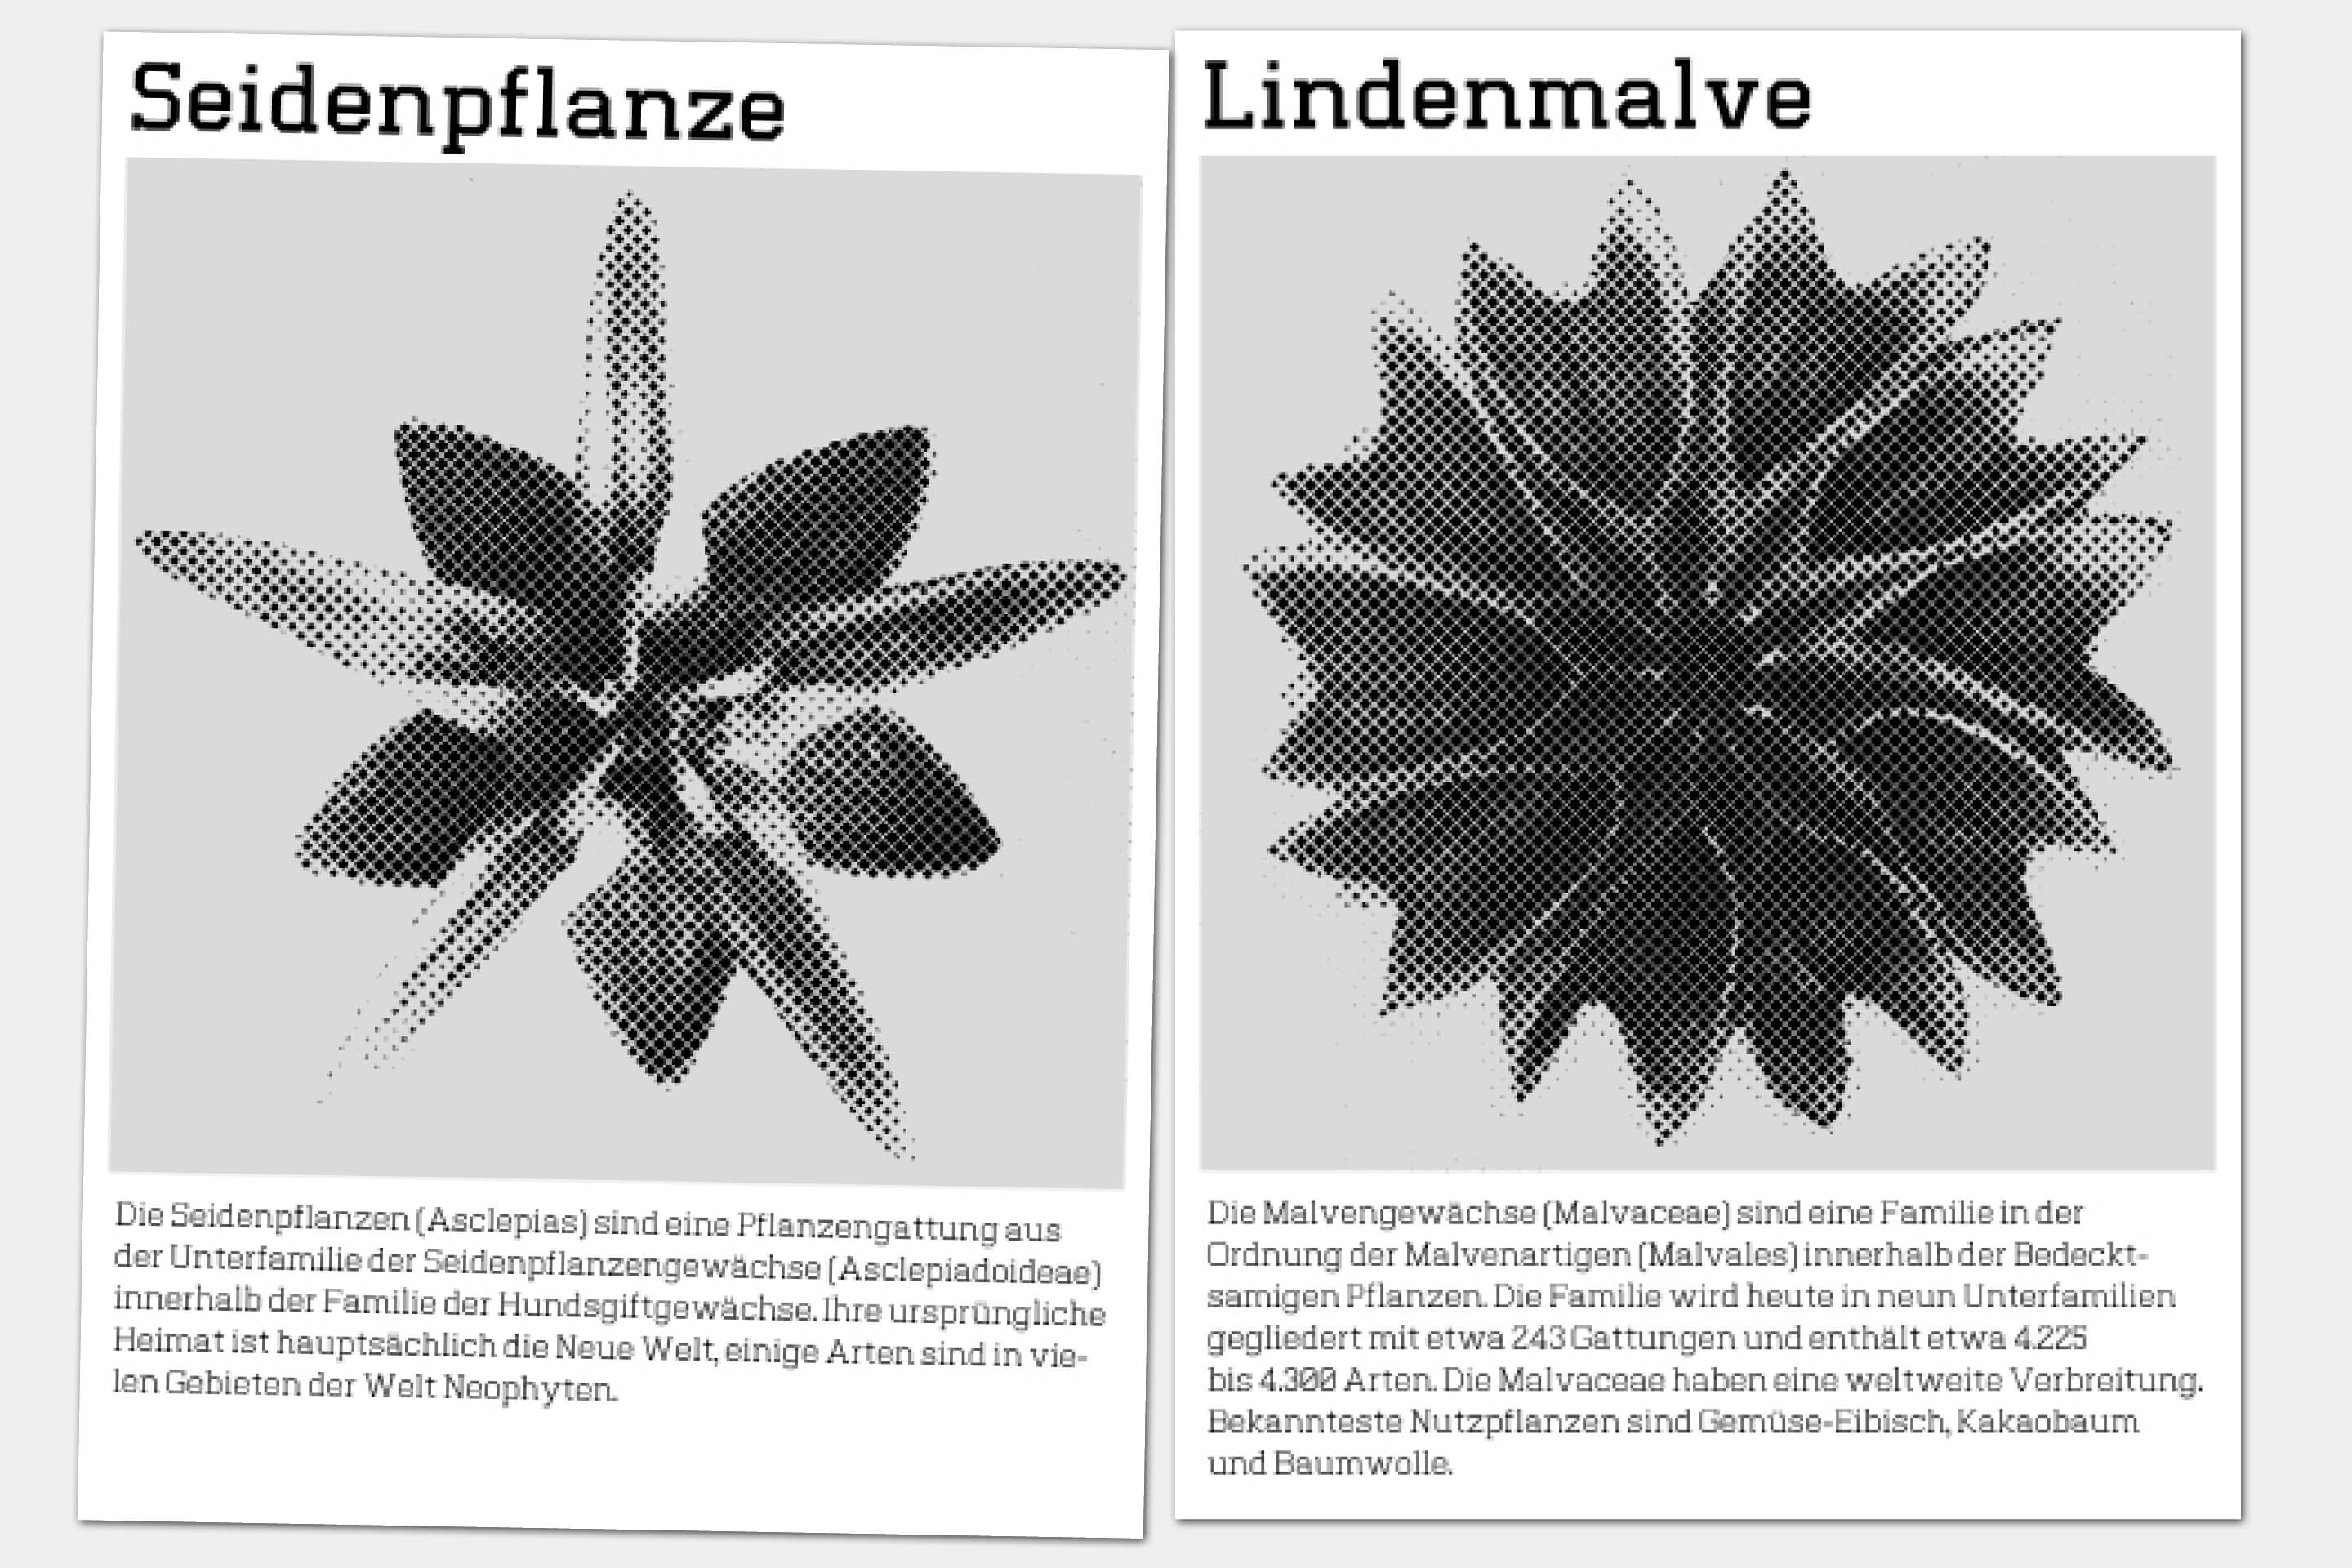 Seidenpflanze
Die Seidenpflanzen (Asclepias) sind eine Pflanzengattung aus
der Unterfamilie der Seidenpflanzengewächse (Asclepiadoideae)
innerhalb der Familie der Hundsgiftgewächse. Ihre ursprüngliche
Heimat ist hauptsächlich die Neue Welt, einige Arten sind in vie-
len Gebieten der Welt Neophyten.
Lindenmalve
Die Malvengewächse (Malvaceae) sind eine Familie in der
Ordnung der Malvenartigen (Malvales) innerhalb der Bedeckt-
samigen Pflanzen. Die Familie wird heute in neun Unterfamilien
gegliedert mit etwa 243 Gattungen und enthält etwa 4.225
bis 4.300 Arten. Die Malvaceae haben eine weltweite Verbreitung.
Bekannteste Nutzpflanzen sind Gemüse-Eibisch, Kakaobaum
und Baumwolle.